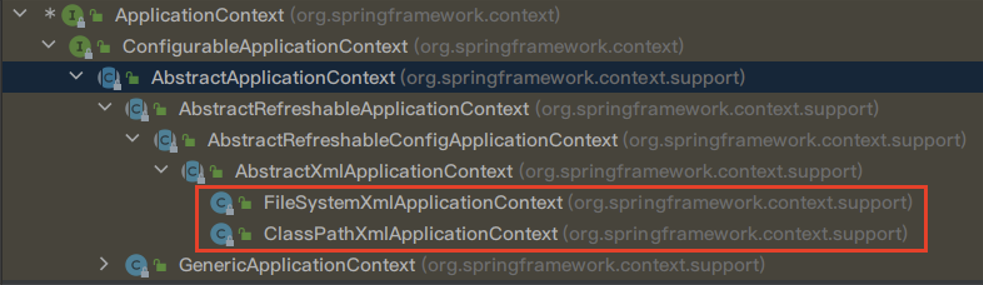 * ApplicationContext (org.springframework.context)
ConfigurableApplicationContext (org.springframework.context)
AbstractApplicationContext (org.springframework.context.support)
AbstractRefreshableApplicationContext (org.springframework.context.support)
AbstractRefreshableConfigApplicationContext (org.springframework.context.support)
AbstractXmlApplicationContext (org.springframework.context.support)
FileSystemXmlApplicationContext (org.springframework.context.support)
ClassPathXmlApplicationContext (org.springframework.context.support)
GenericApplicationContext (org.springframework.context.support)